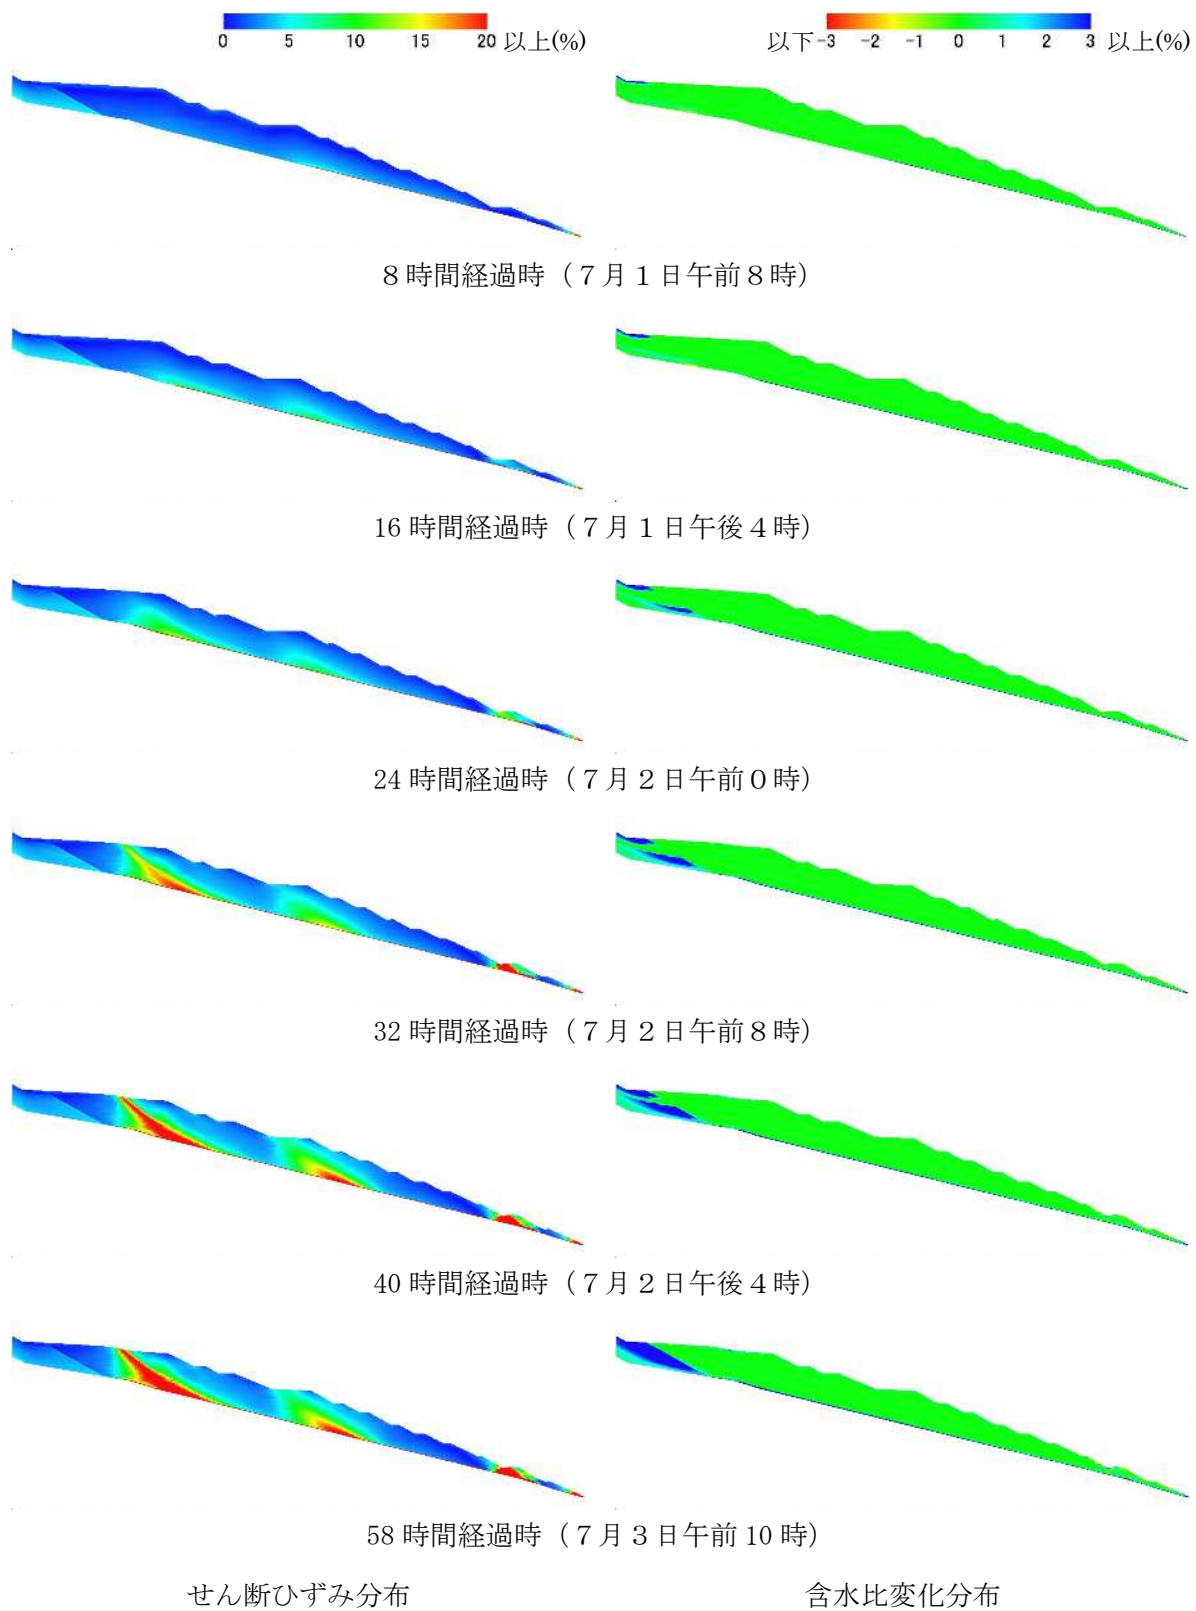 0 5 10 15 20 以上(%)
以下 -3 -2 -1 0 1 2 3 以上(%)
８時間経過時（７月１日午前８時）
16 時間経過時（７月１日午後４時）
24 時間経過時（７月２日午前０時）
32 時間経過時（７月２日午前８時）
40 時間経過時（７月２日午後４時）
58 時間経過時（７月３日午前 10 時）
せん断ひずみ分布
含水比変化分布